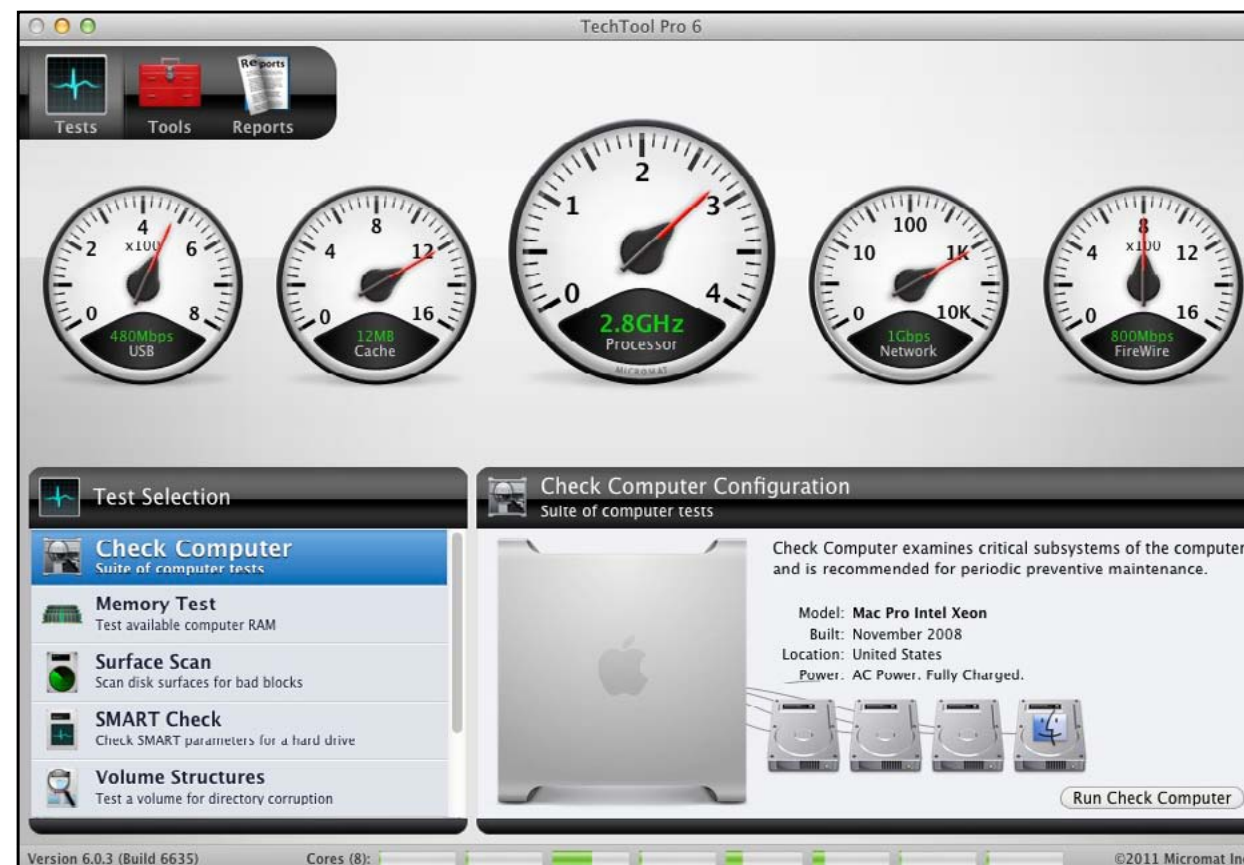 TechTool Pro 6
Reports
Tests
Tools
Reports
2
4
6
x100
0
8
480Mbps
USB
4
8
12
0
16
12MB
Cache
1
2
3
0
4
2.8GHz
Processor
MICROMAT
10
100
1K
0
10K
1Gbps
Network
4
8
12
x100
0
16
800Mbps
FireWire
Test Selection
Check Computer
Suite of computer tests
Memory Test
Test available computer RAM
Surface Scan
Scan disk surfaces for bad blocks
SMART Check
Check SMART parameters for a hard drive
Volume Structures
Test a volume for directory corruption
Check Computer Configuration
Suite of computer tests
Check Computer examines critical subsystems of the computer
and is recommended for periodic preventive maintenance.
Model: Mac Pro Intel Xeon
Built: November 2008
Location: United States
Power: AC Power. Fully Charged.
Run Check Computer
Version 6.0.3 (Build 6635)
Cores (8):
©2011 Micromat In